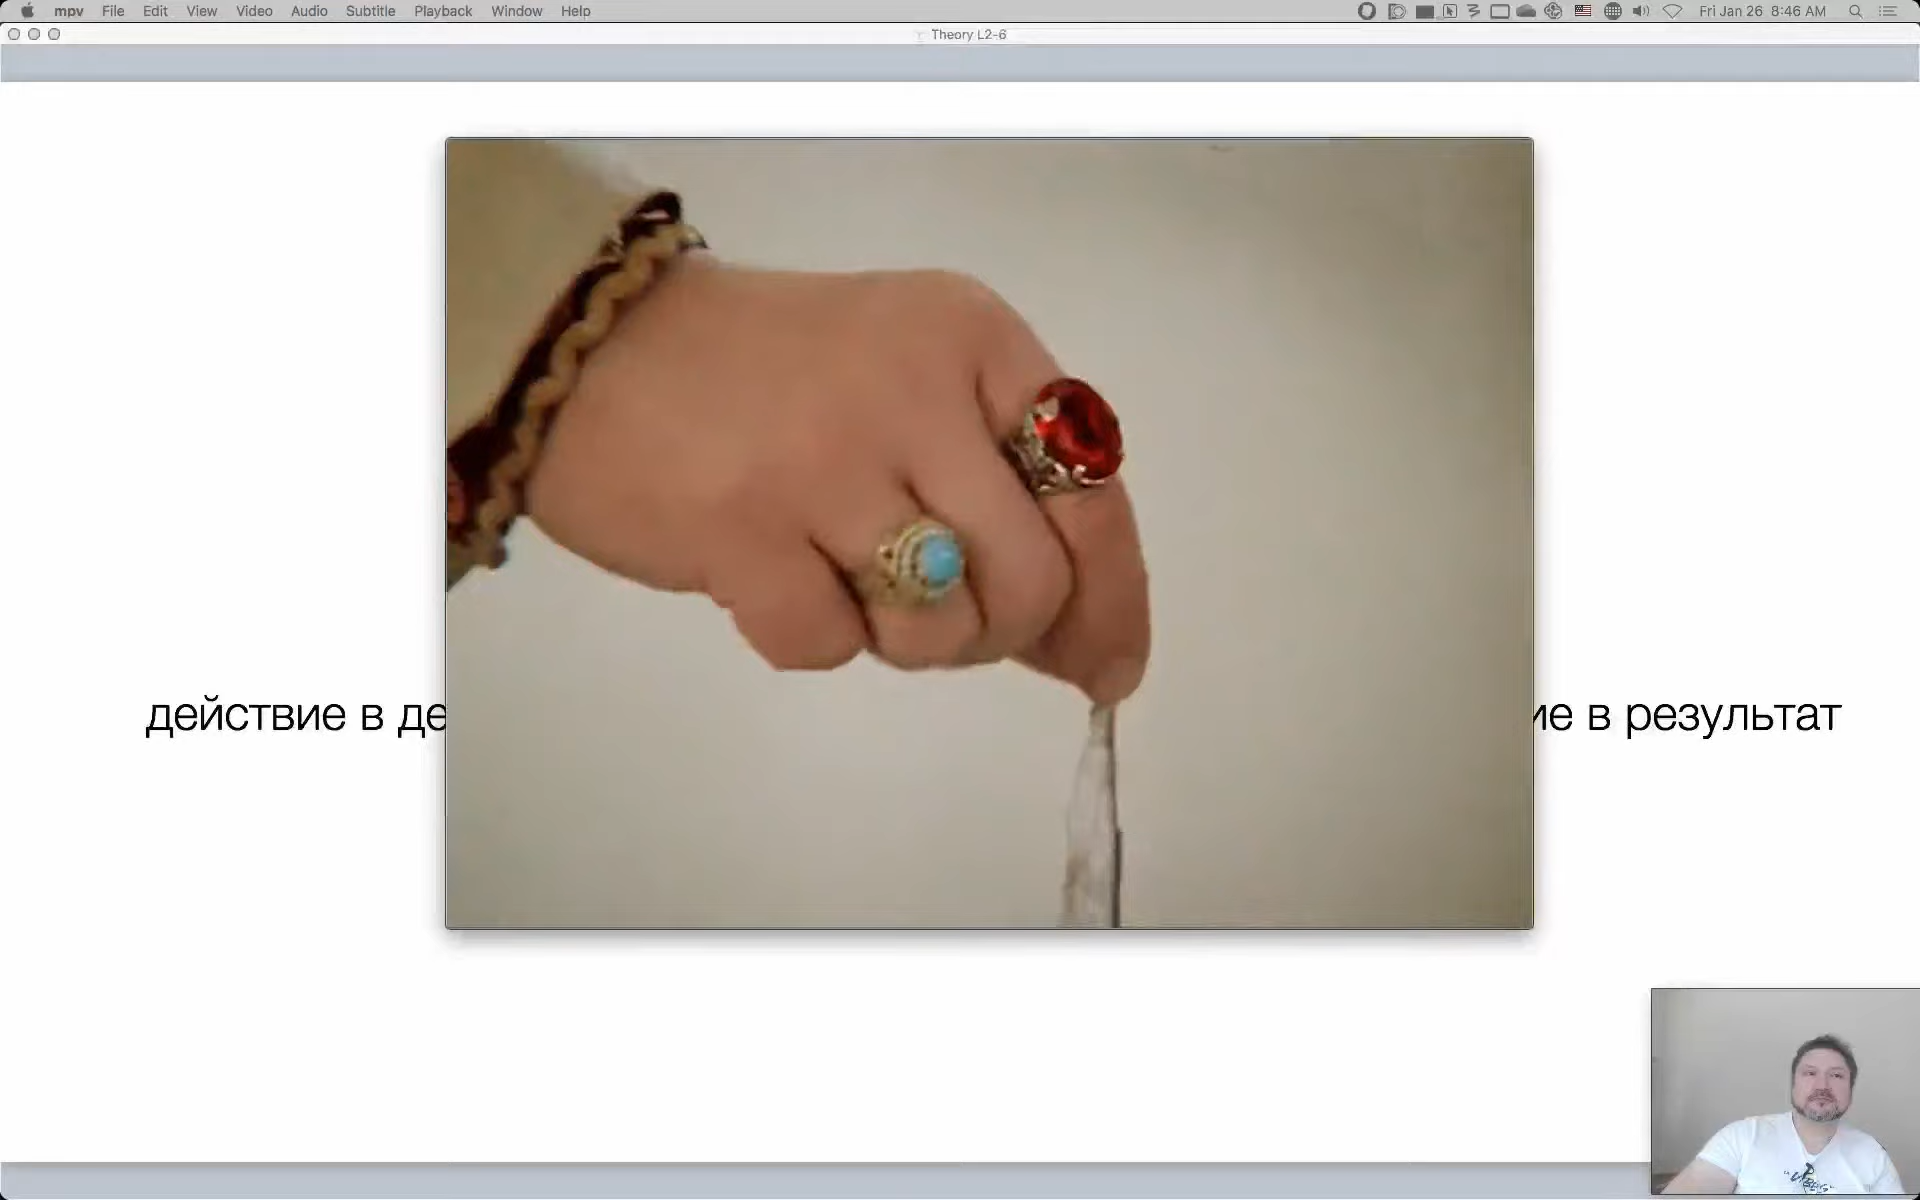 mpv File Edit View Video Audio Subtitle Playback Window Help Fri Jan 26 8:46 AM
Theory L2-6
действие в де
ие в результат